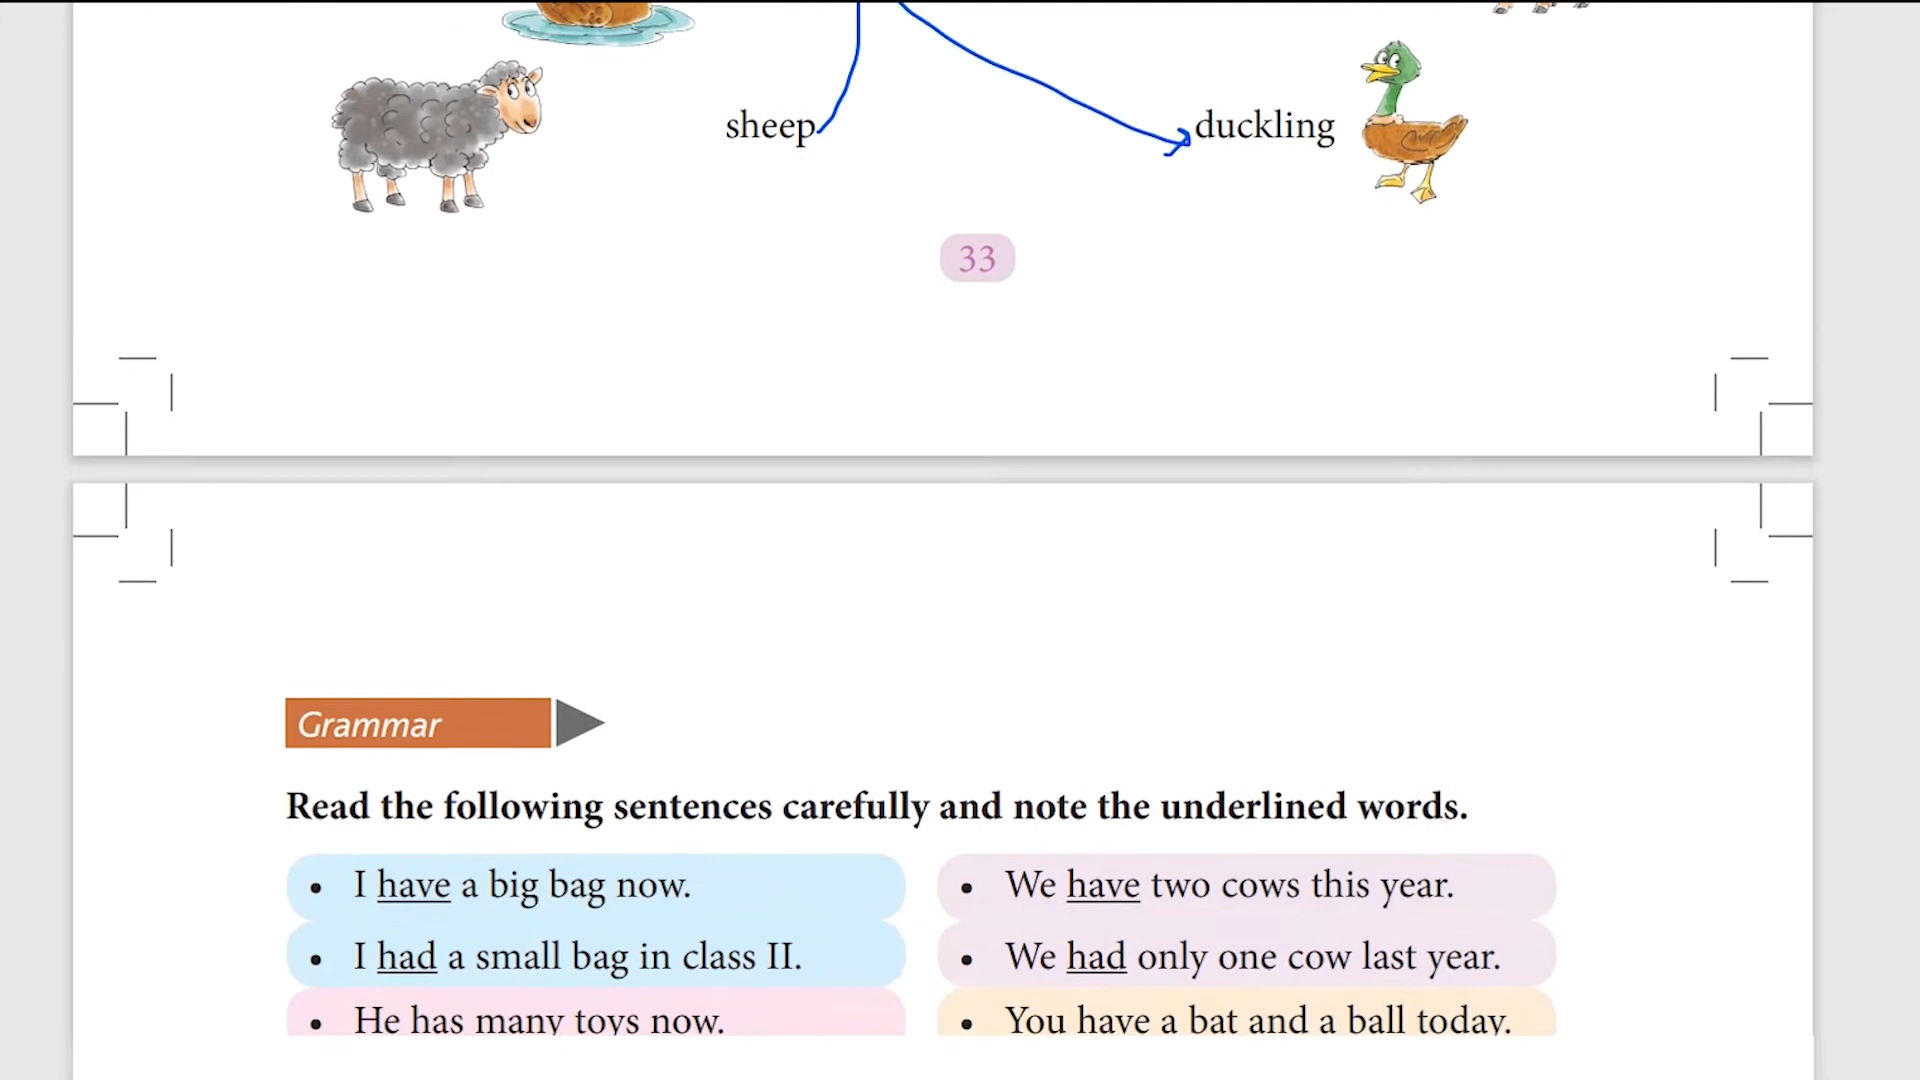 sheep
duckling
33
Grammar
Read the following sentences carefully and note the underlined words.
• I have a big bag now.
• We have two cows this year.
• I had a small bag in class II.
• We had only one cow last year.
• He has many toys now.
• You have a bat and a ball today.